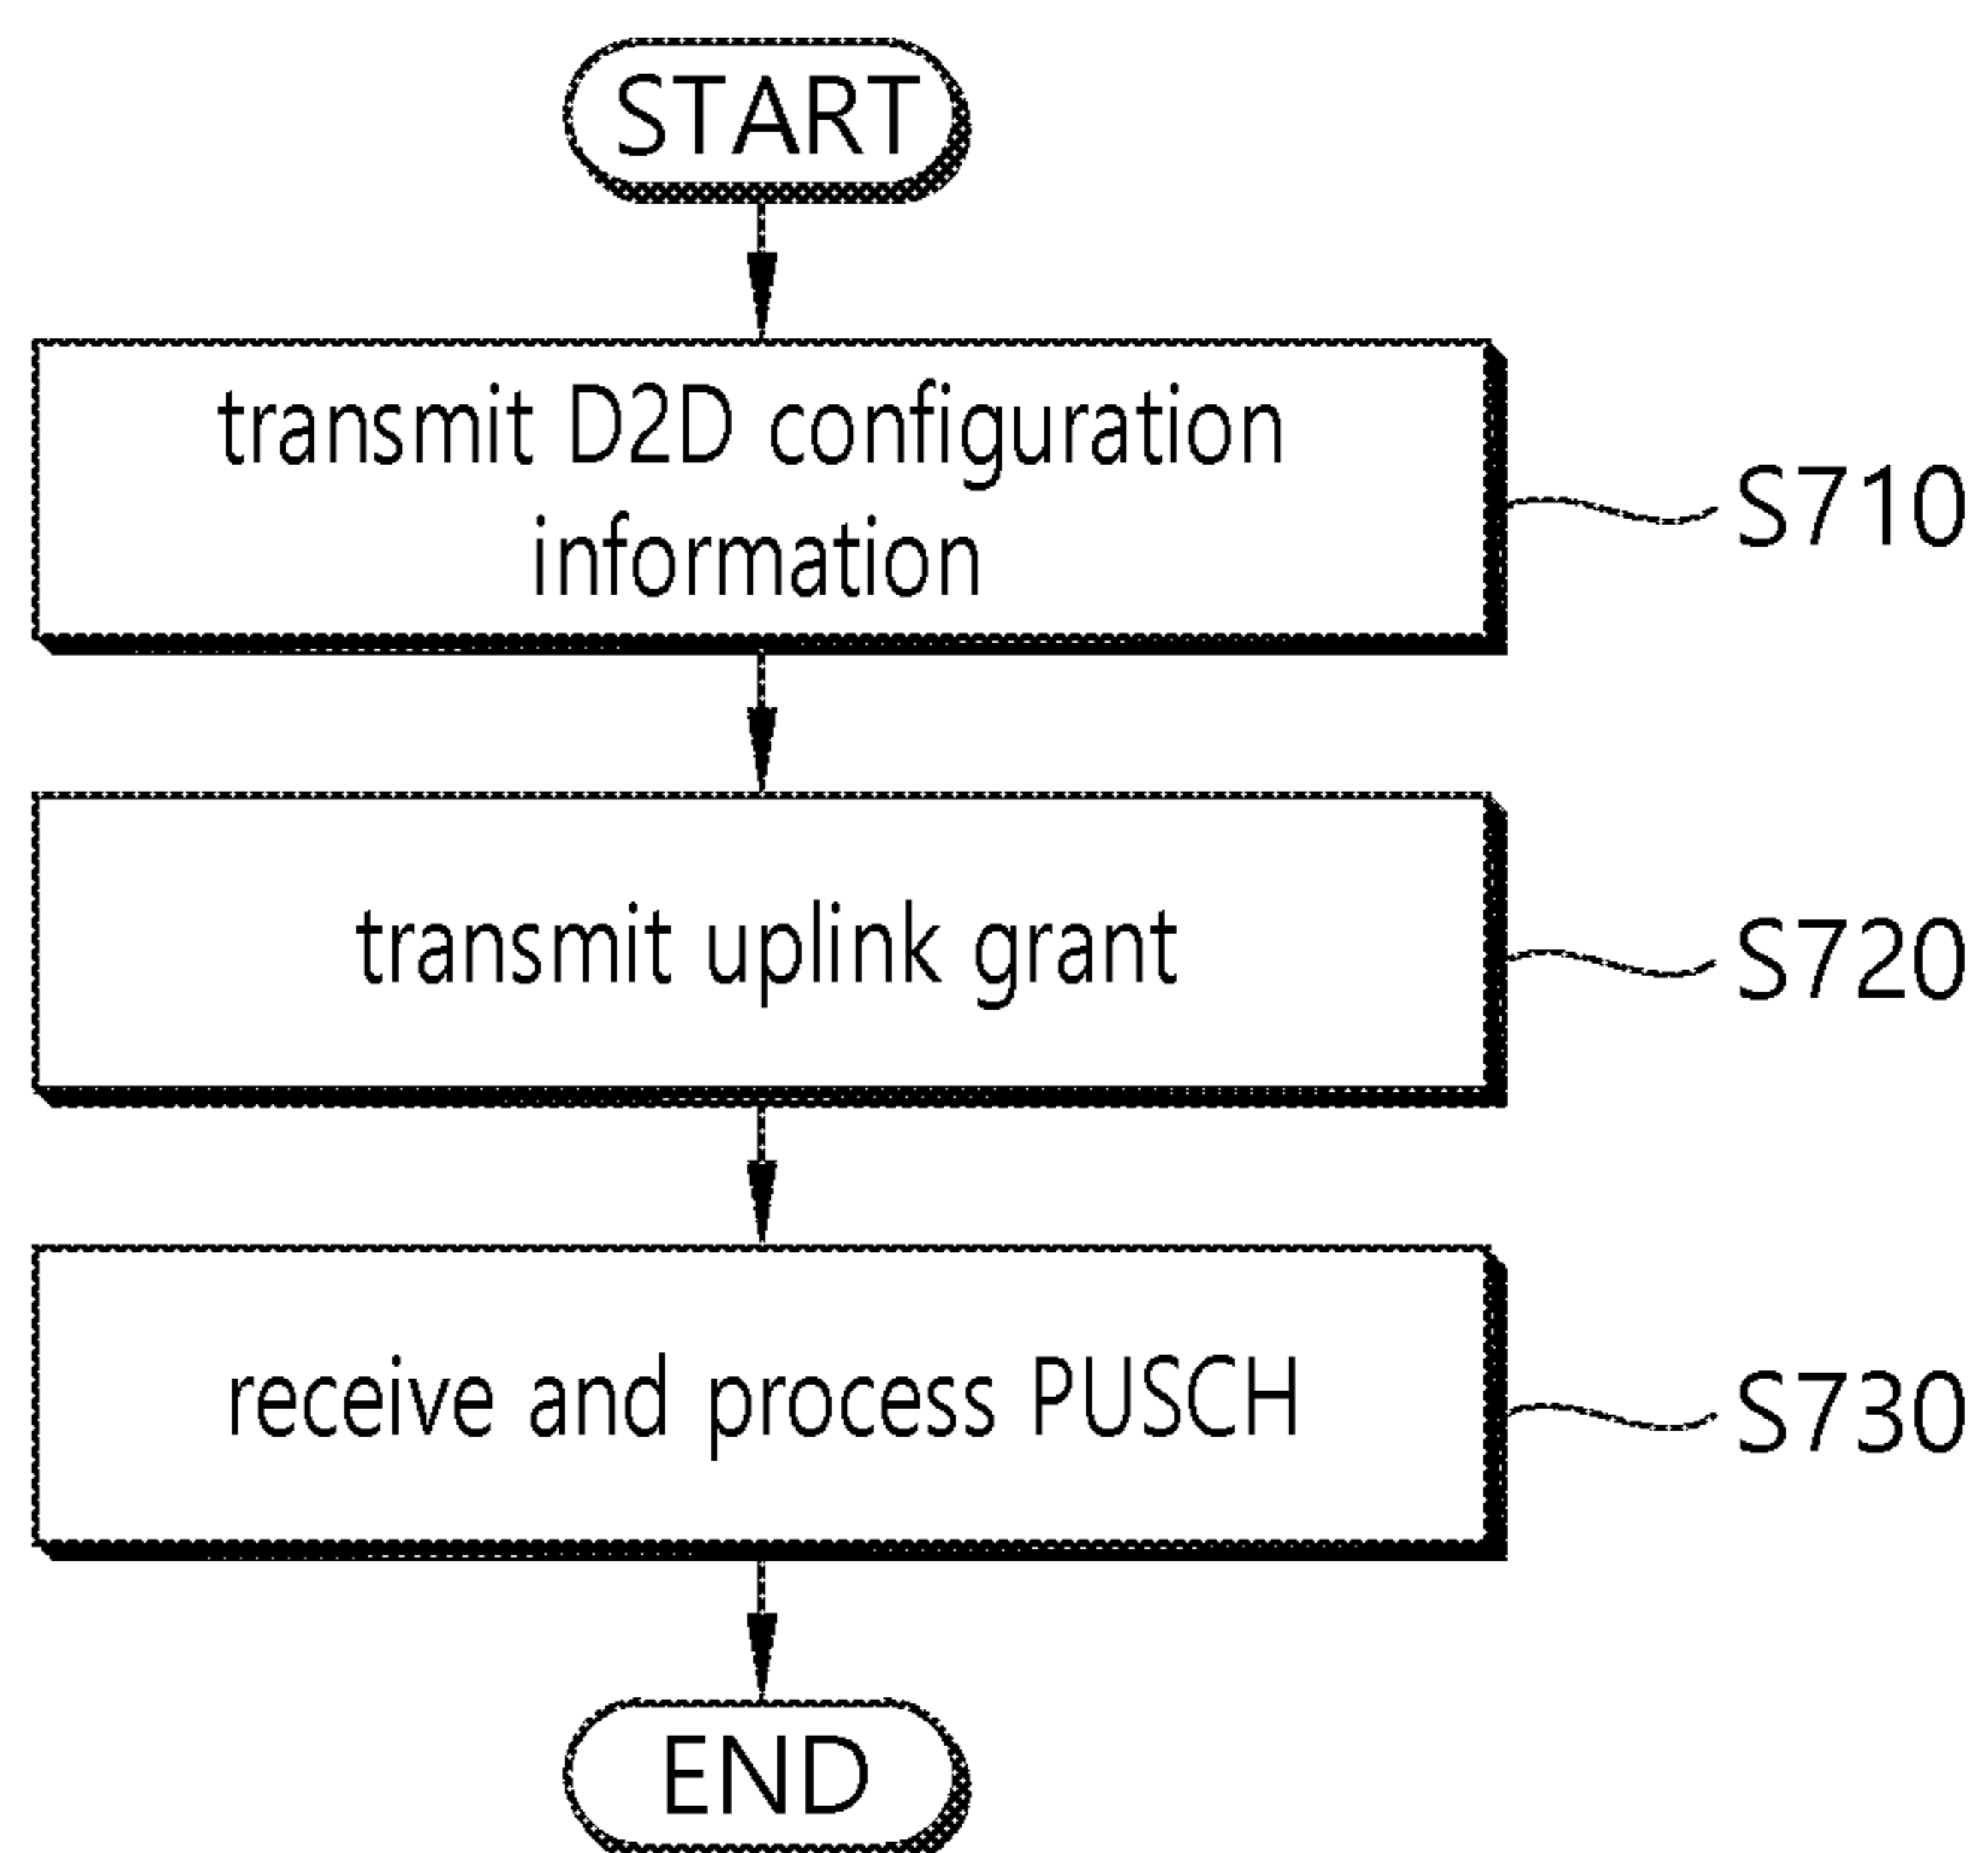 START
transmit D2D configuration
information
S710
transmit uplink grant
S720
receive and process PUSCH
S730
END